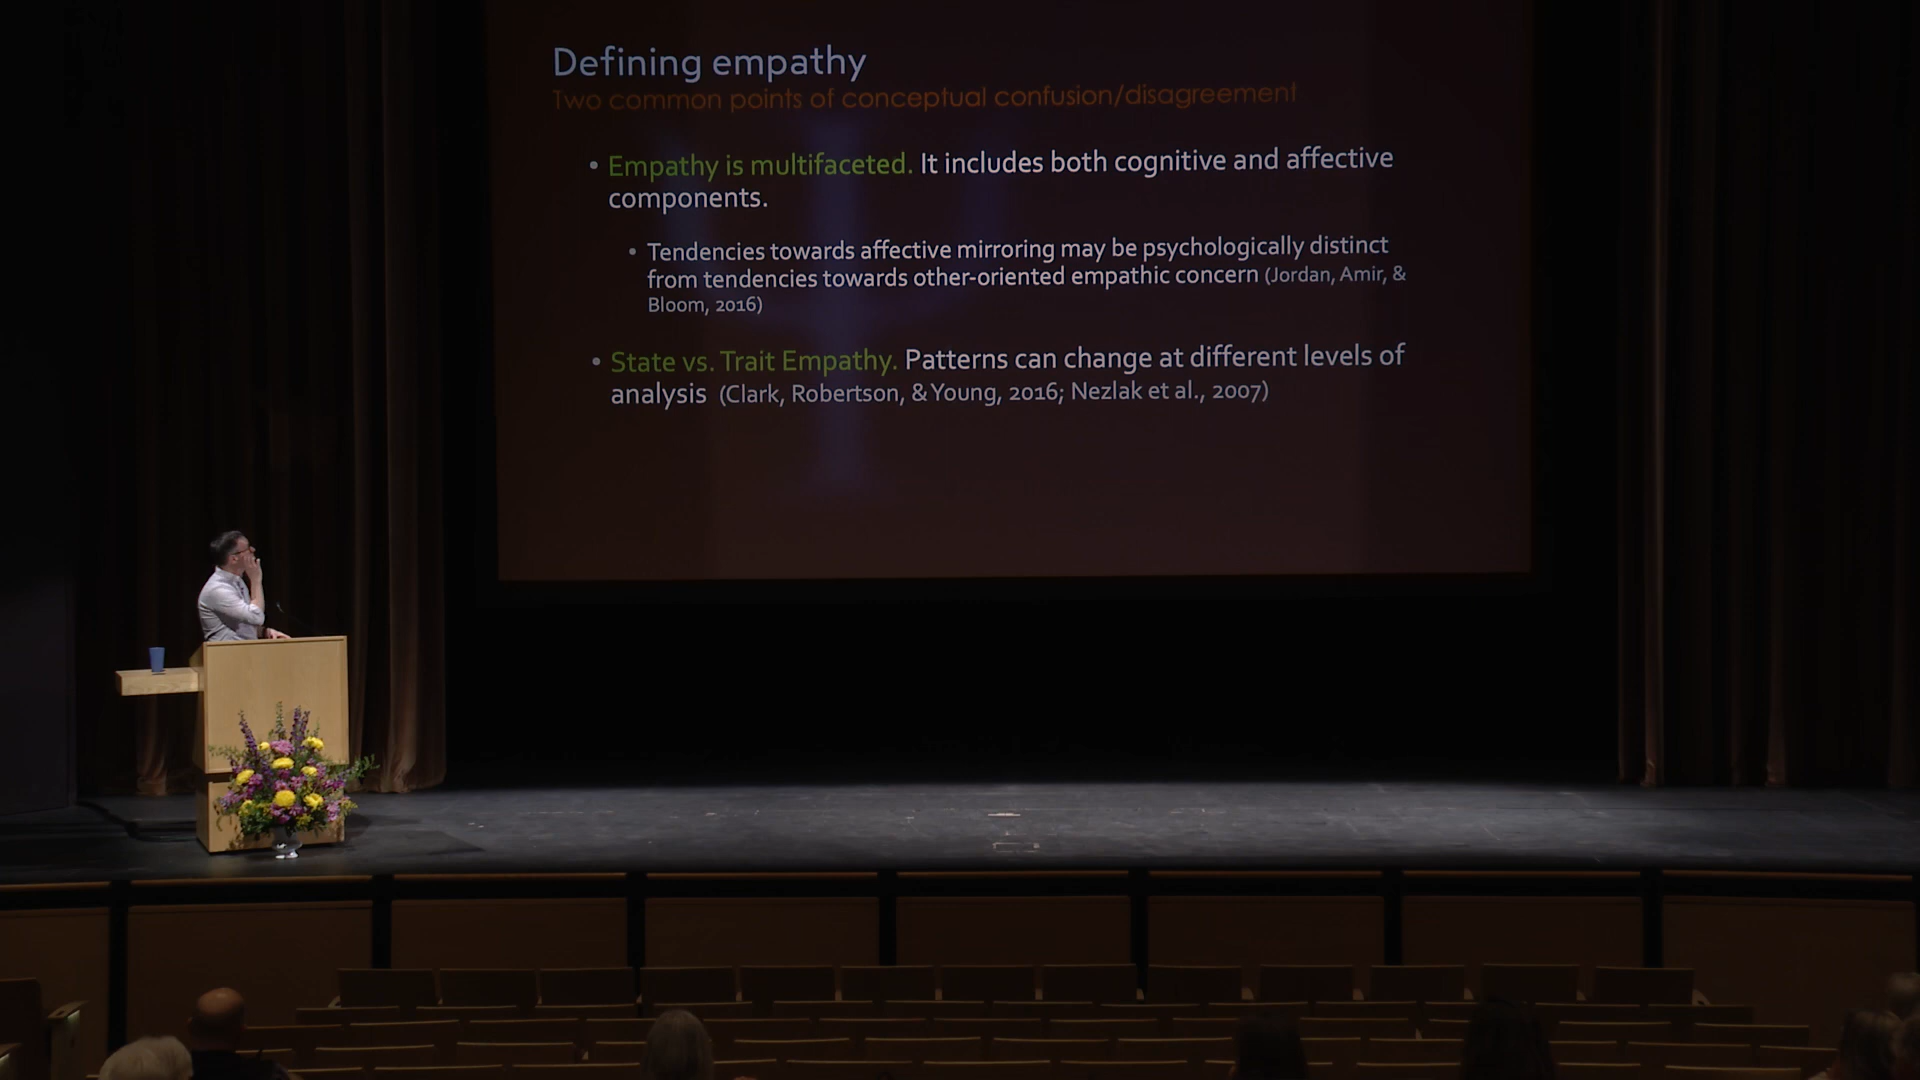 Defining empathy
Two common points of conceptual confusion/disagreement
• Empathy is multifaceted. It includes both cognitive and affective
components.
• Tendencies towards affective mirroring may be psychologically distinct
from tendencies towards other-oriented empathic concern (Jordan, Amir, &
Bloom, 2016)
• State vs. Trait Empathy. Patterns can change at different levels of
analysis (Clark, Robertson, & Young, 2016; Nezlak et al., 2007)